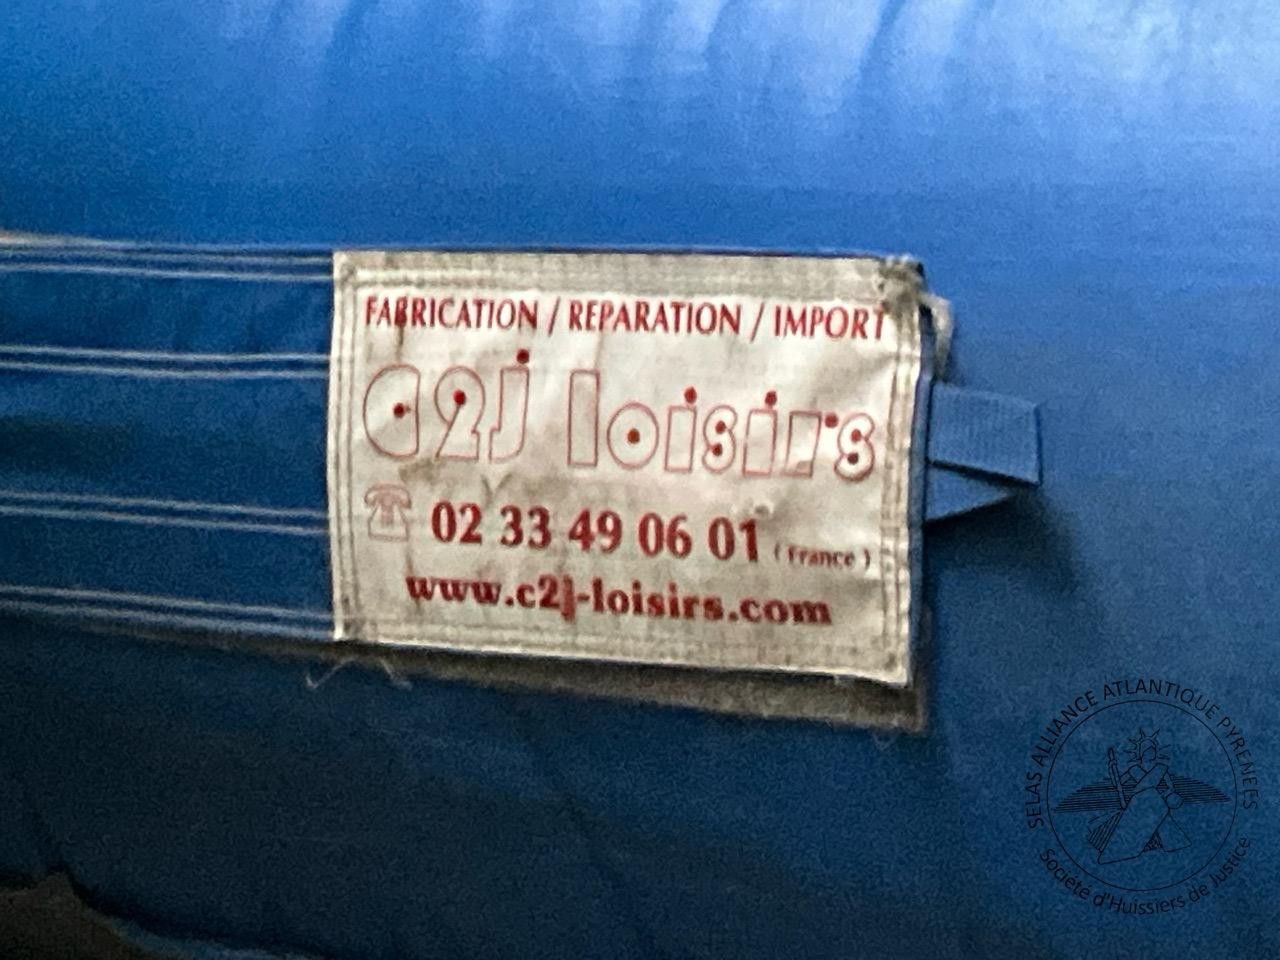 FABRICATION / REPARATION / IMPORT
C2J loisirs
02 33 49 06 01 (France)
www.c2j-loisirs.com
SELAS ALLIANCE ATLANTIQUE PYRENEES
Société d'Huissiers de Justice